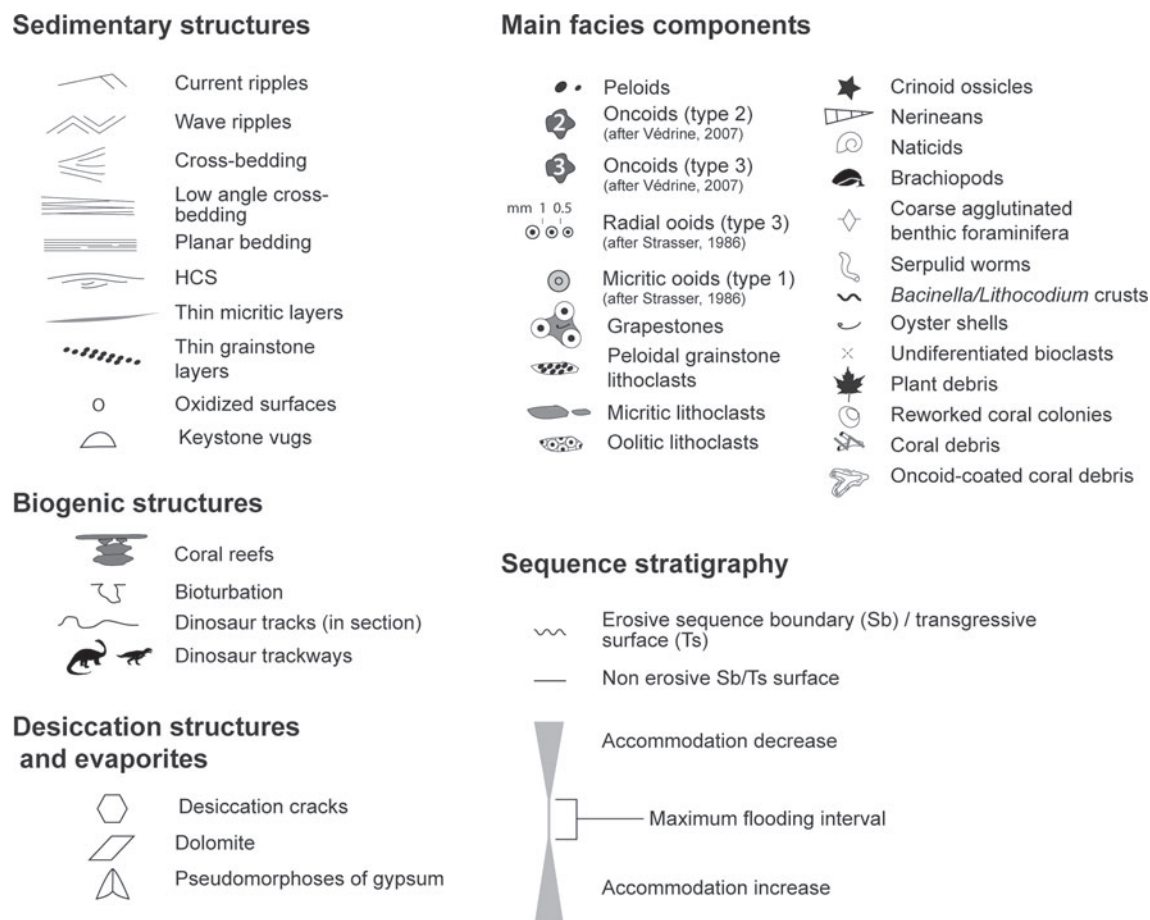 Sedimentary structures
Current ripples
Wave ripples
Cross-bedding
Low angle cross-
bedding
Planar bedding
HCS
Thin micritic layers
Thin grainstone
layers
Oxidized surfaces
Keystone vugs
Biogenic structures
Coral reefs
Bioturbation
Dinosaur tracks (in section)
Dinosaur trackways
Desiccation structures
and evaporites
Desiccation cracks
Dolomite
Pseudomorphoses of gypsum
Main facies components
Peloids
2
Oncoids (type 2)
(after Védrine, 2007)
3
Oncoids (type 3)
(after Védrine, 2007)
mm 1 0.5
Radial ooids (type 3)
(after Strasser, 1986)
Micritic ooids (type 1)
(after Strasser, 1986)
Grapestones
Peloidal grainstone
lithoclasts
Micritic lithoclasts
Oolitic lithoclasts
Crinoid ossicles
Nerineans
Naticids
Brachiopods
Coarse agglutinated
benthic foraminifera
Serpulid worms
Bacinella/Lithocodium crusts
Oyster shells
Undiferentiated bioclasts
Plant debris
Reworked coral colonies
Coral debris
Oncoid-coated coral debris
Sequence stratigraphy
Erosive sequence boundary (Sb) / transgressive
surface (Ts)
Non erosive Sb/Ts surface
Accommodation decrease
Maximum flooding interval
Accommodation increase